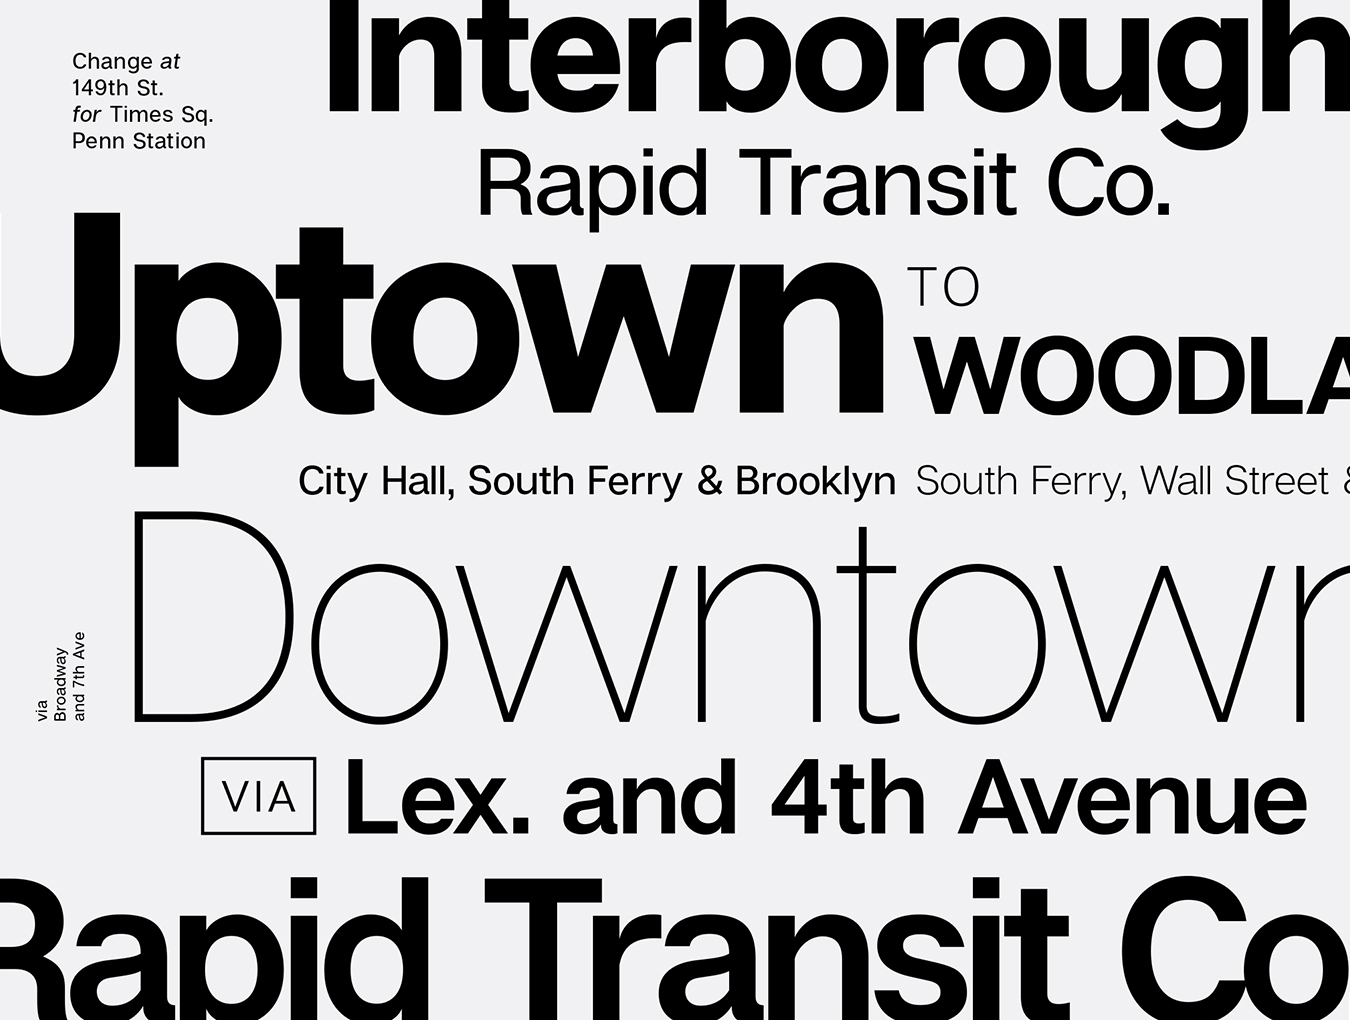 Interborough
Change at
149th St.
for Times Sq.
Penn Station
Rapid Transit Co.
Uptown
TO
WOODLA
City Hall, South Ferry & Brooklyn South Ferry, Wall Street &
Downtown
via
Broadway
and 7th Ave
VIA Lex. and 4th Avenue
Rapid Transit Co